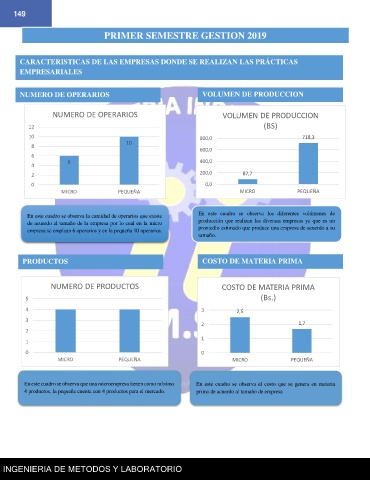 149
PRIMER SEMESTRE GESTION 2019
CARACTERISTICAS DE LAS EMPRESAS DONDE SE REALIZAN LAS PRÁCTICAS
EMPRESARIALES
NUMERO DE OPERARIOS
NUMERO DE OPERARIOS
12
10
8
6
4
2
0
6
10
MICRO PEQUEÑA
En este cuadro se observa la cantidad de operarios que existe
de acuerdo al tamaño de la empresa por lo cual en la micro
empresa se emplean 6 operarios y en la pequeña 10 operarios.
VOLUMEN DE PRODUCCION
VOLUMEN DE PRODUCCION
(BS)
800,0
600,0
400,0
200,0
0,0
87,7
718,3
MICRO PEQUEÑA
En este cuadro se observa los diferentes volúmenes de
producción que realizan las diversas empresas ya que es un
promedio estimado que produce una empresa de acuerdo a su
tamaño.
PRODUCTOS
NUMERO DE PRODUCTOS
5
4
3
2
1
0
MICRO PEQUEÑA
En este cuadro se observa que una microempresa tienen como mínimo
4 productos, la pequeña cuenta con 4 productos para el mercado.
COSTO DE MATERIA PRIMA
COSTO DE MATERIA PRIMA
(Bs.)
3
2
1
0
2,5
1,7
MICRO PEQUEÑA
En este cuadro se observa el costo que se genera en materia
prima de acuerdo al tamaño de empresa
M.S
INGENIERIA DE METODOS Y LABORATORIO